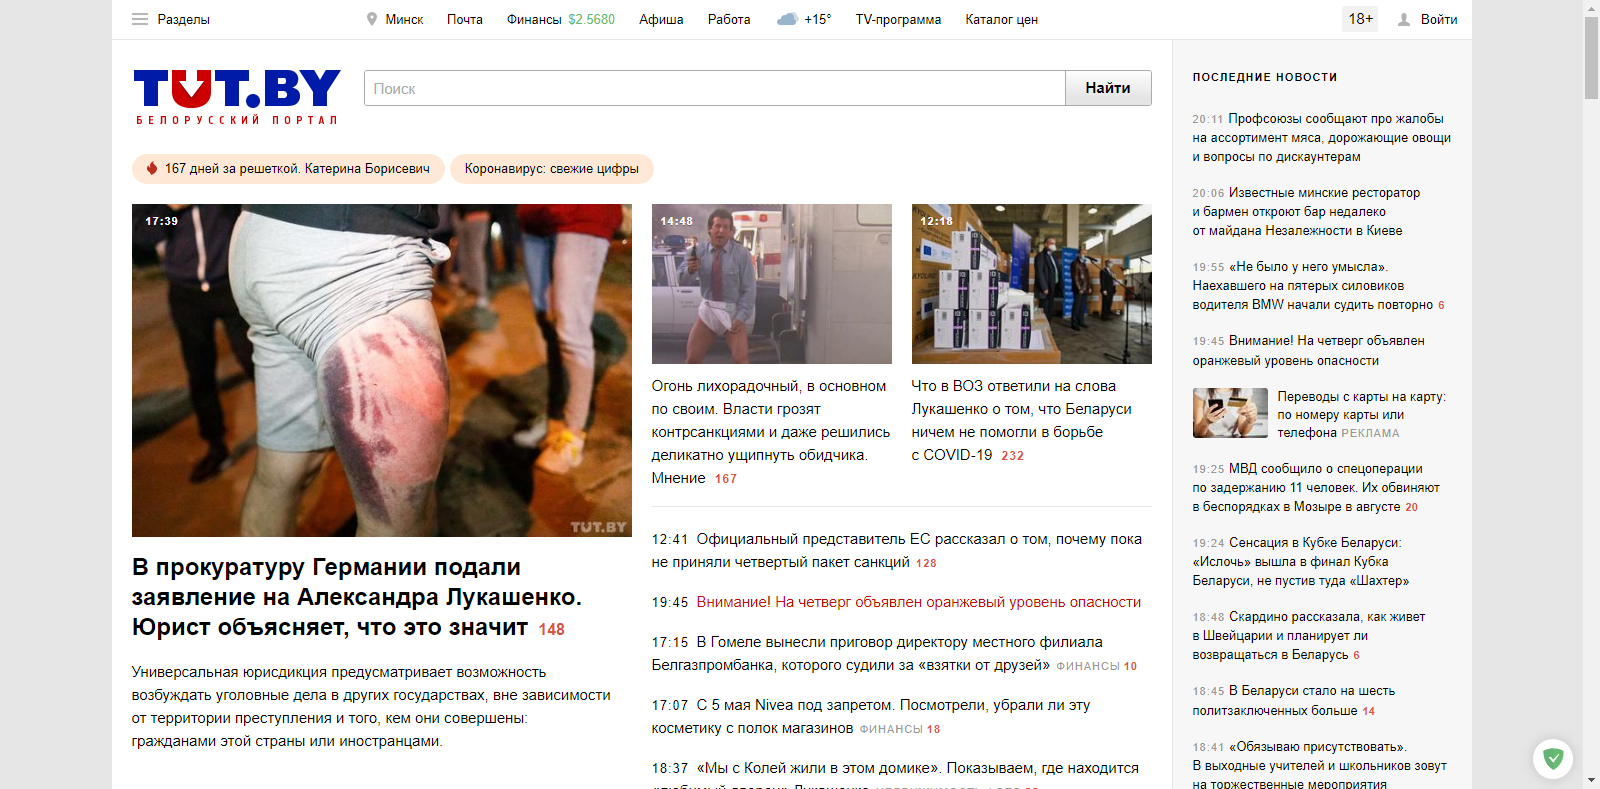 Разделы
Минск
Почта
Финансы $2.5680
Афиша
Работа
+15°
TV-программа
Каталог цен
18+
Войти
TUT.BY
БЕЛОРУССКИЙ ПОРТАЛ
Поиск
Найти
167 дней за решеткой. Катерина Борисевич
Коронавирус: свежие цифры
17:39
TUT.BY
В прокуратуру Германии подали
заявление на Александра Лукашенко.
Юрист объясняет, что это значит 148
Универсальная юрисдикция предусматривает возможность
возбуждать уголовные дела в других государствах, вне зависимости
от территории преступления и того, кем они совершены:
гражданами этой страны или иностранцами.
14:48
Огонь лихорадочный, в основном
по своим. Власти грозят
контрсанкциями и даже решились
деликатно ущипнуть обидчика.
Мнение 167
12:18
Что в ВОЗ ответили на слова
Лукашенко о том, что Беларуси
ничем не помогли в борьбе
с COVID-19 232
12:41 Официальный представитель ЕС рассказал о том, почему пока
не приняли четвертый пакет санкций 128
19:45 Внимание! На четверг объявлен оранжевый уровень опасности
17:15 В Гомеле вынесли приговор директору местного филиала
Белгазпромбанка, которого судили за «взятки от друзей» ФИНАНСЫ 10
17:07 С 5 мая Nivea под запретом. Посмотрели, убрали ли эту
косметику с полок магазинов ФИНАНСЫ 18
18:37 «Мы с Колей жили в этом домике». Показываем, где находится
ПОСЛЕДНИЕ НОВОСТИ
20:11 Профсоюзы сообщают про жалобы
на ассортимент мяса, дорожающие овощи
и вопросы по дискаунтерам
20:06 Известные минские ресторатор
и бармен откроют бар недалеко
от майдана Незалежности в Киеве
19:55 «Не было у него умысла».
Наехавшего на пятерых силовиков
водителя BMW начали судить повторно 6
19:45 Внимание! На четверг объявлен
оранжевый уровень опасности
Переводы с карты на карту:
по номеру карты или
телефона РЕКЛАМА
19:25 МВД сообщило о спецоперации
по задержанию 11 человек. Их обвиняют
в беспорядках в Мозыре в августе 20
19:24 Сенсация в Кубке Беларуси:
«Ислочь» вышла в финал Кубка
Беларуси, не пустив туда «Шахтер»
18:48 Скардино рассказала, как живет
в Швейцарии и планирует ли
возвращаться в Беларусь 6
18:45 В Беларуси стало на шесть
политзаключенных больше 14
18:41 «Обязываю присутствовать».
В выходные учителей и школьников зовут
на торжественные мероприятия